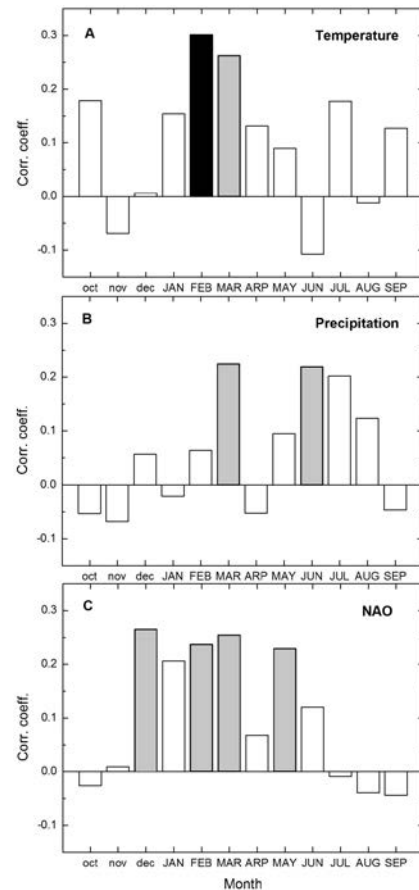 A Temperature
0.3
0.2
0.1
0.0
-0.1
Corr. coeff.
oct nov dec JAN FEB MAR ARP MAY JUN JUL AUG SEP
B Precipitation
0.3
0.2
0.1
0.0
-0.1
Corr. coeff.
oct nov dec JAN FEB MAR ARP MAY JUN JUL AUG SEP
C NAO
0.3
0.2
0.1
0.0
-0.1
Corr. coeff.
oct nov dec JAN FEB MAR ARP MAY JUN JUL AUG SEP
Month